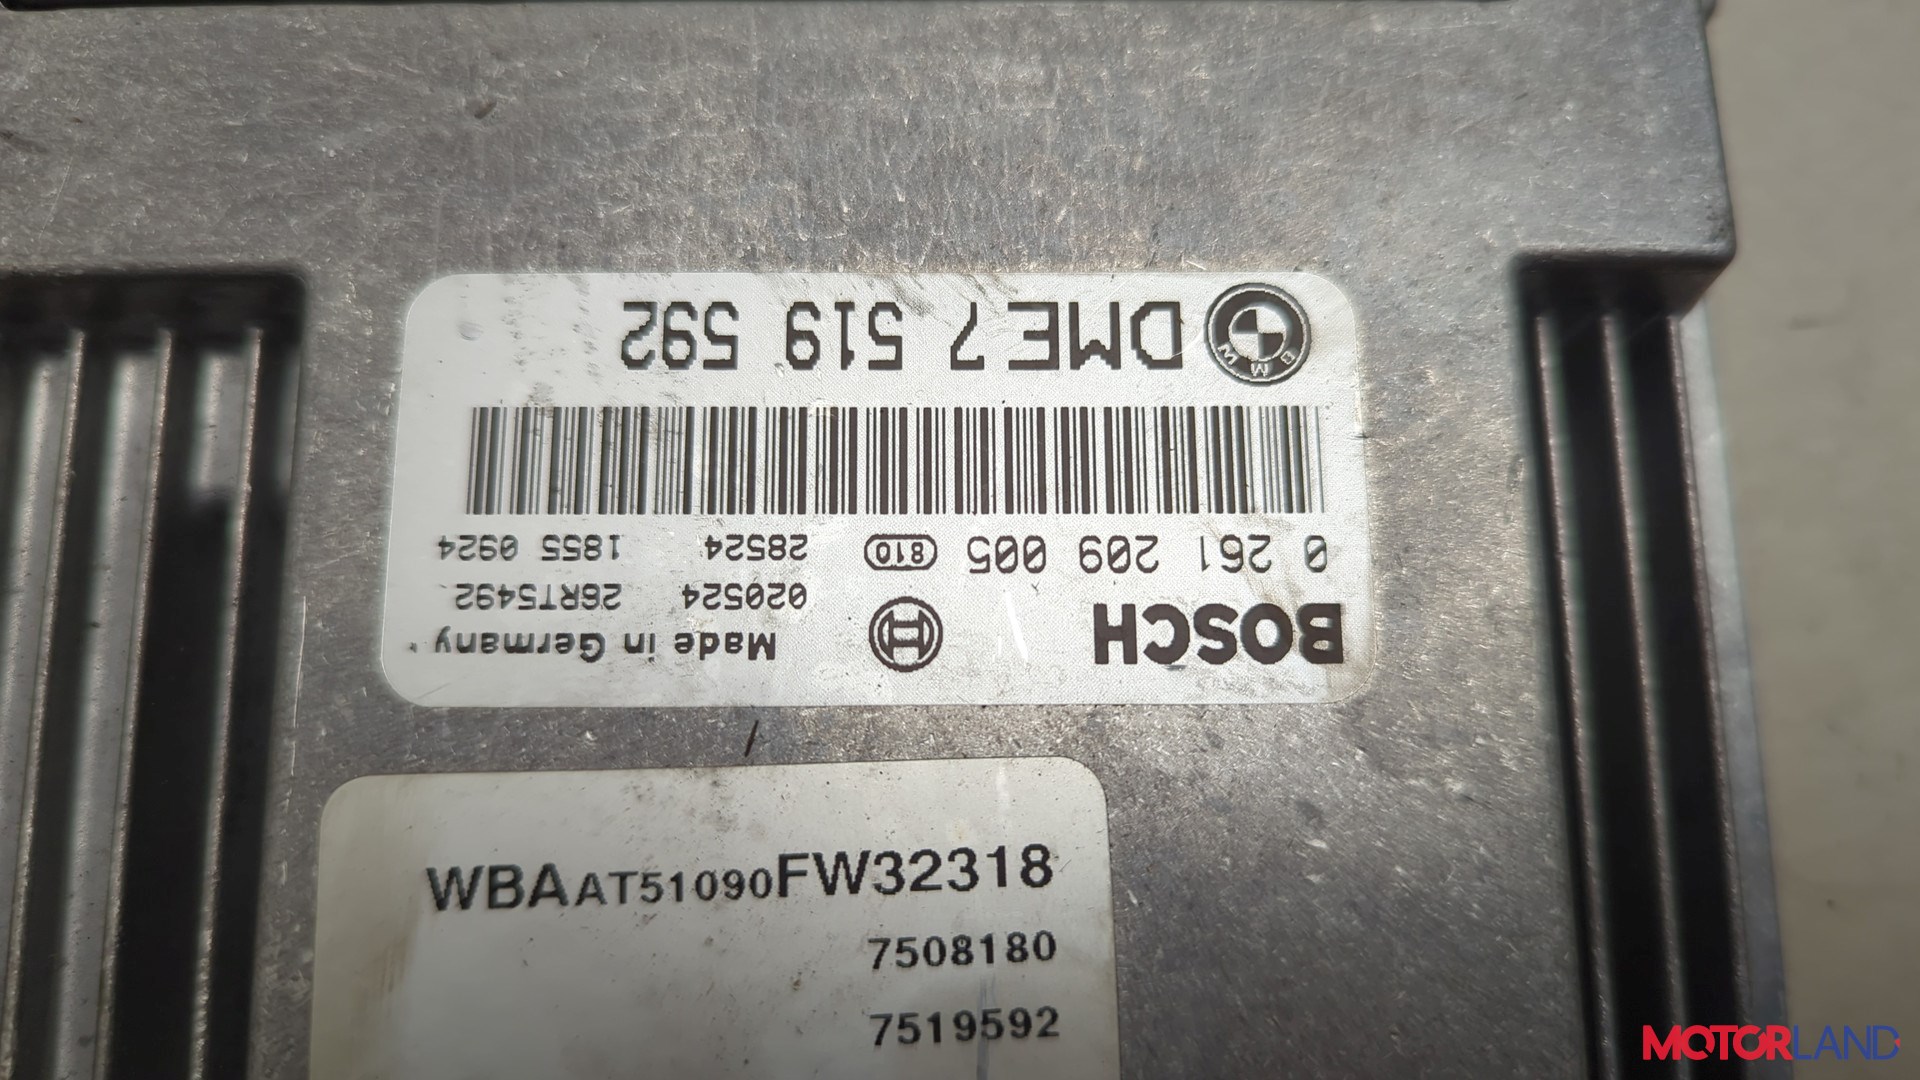 DME 7 519 592
0 261 209 005 810 28524 1855 0924
BOSCH 020524 26RT5492
Made in Germany
BMW
WBAAT51090FW32318
7508180
7519592
MOTORLAND